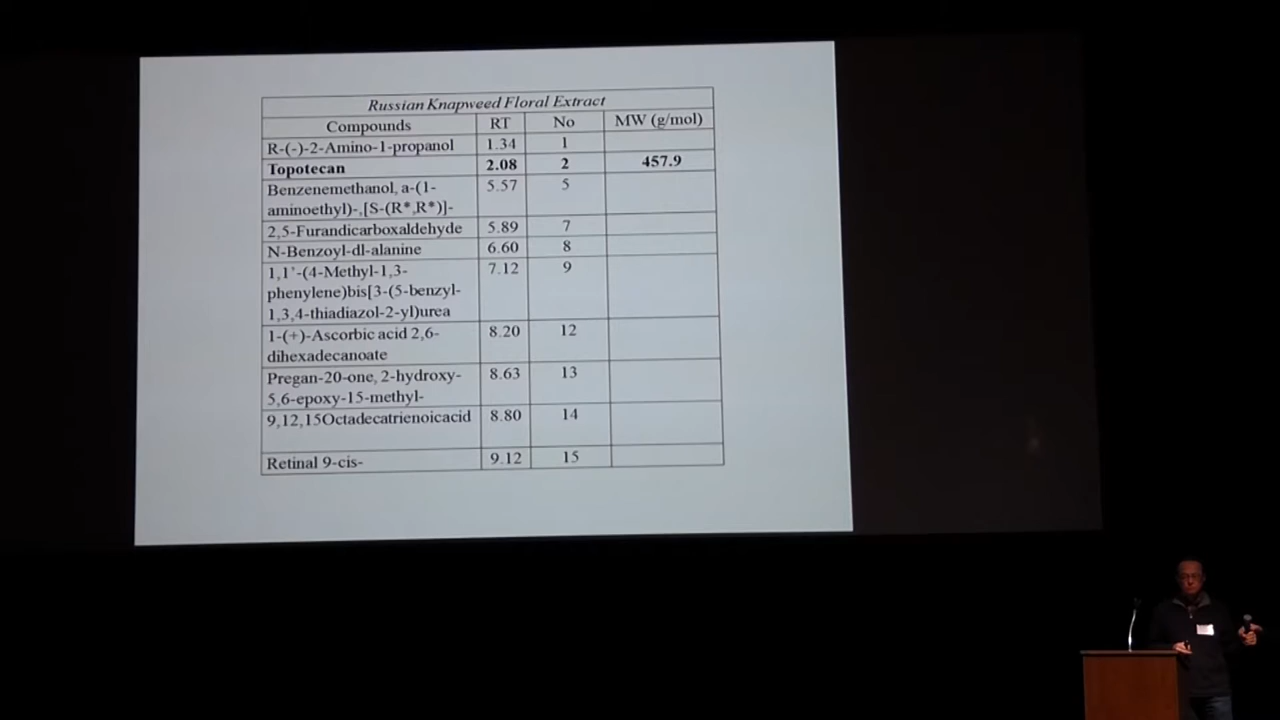 Russian Knapweed Floral Extract
Compounds RT No MW (g/mol)
R-(-)-2-Amino-1-propanol 1.34 1
Topotecan 2.08 2 457.9
Benzenemethanol, a-(1- 5.57 5
aminoethyl)-,[S-(R*,R*)]-
2,5-Furandicarboxaldehyde 5.89 7
N-Benzoyl-dl-alanine 6.60 8
1,1'-(4-Methyl-1,3- 7.12 9
phenylene)bis[3-(5-benzyl-
1,3,4-thiadiazol-2-yl)urea
1-(+)-Ascorbic acid 2,6- 8.20 12
dihexadecanoate
Pregan-20-one, 2-hydroxy- 8.63 13
5,6-epoxy-15-methyl-
9,12,15Octadecatrienoicacid 8.80 14
Retinal 9-cis- 9.12 15